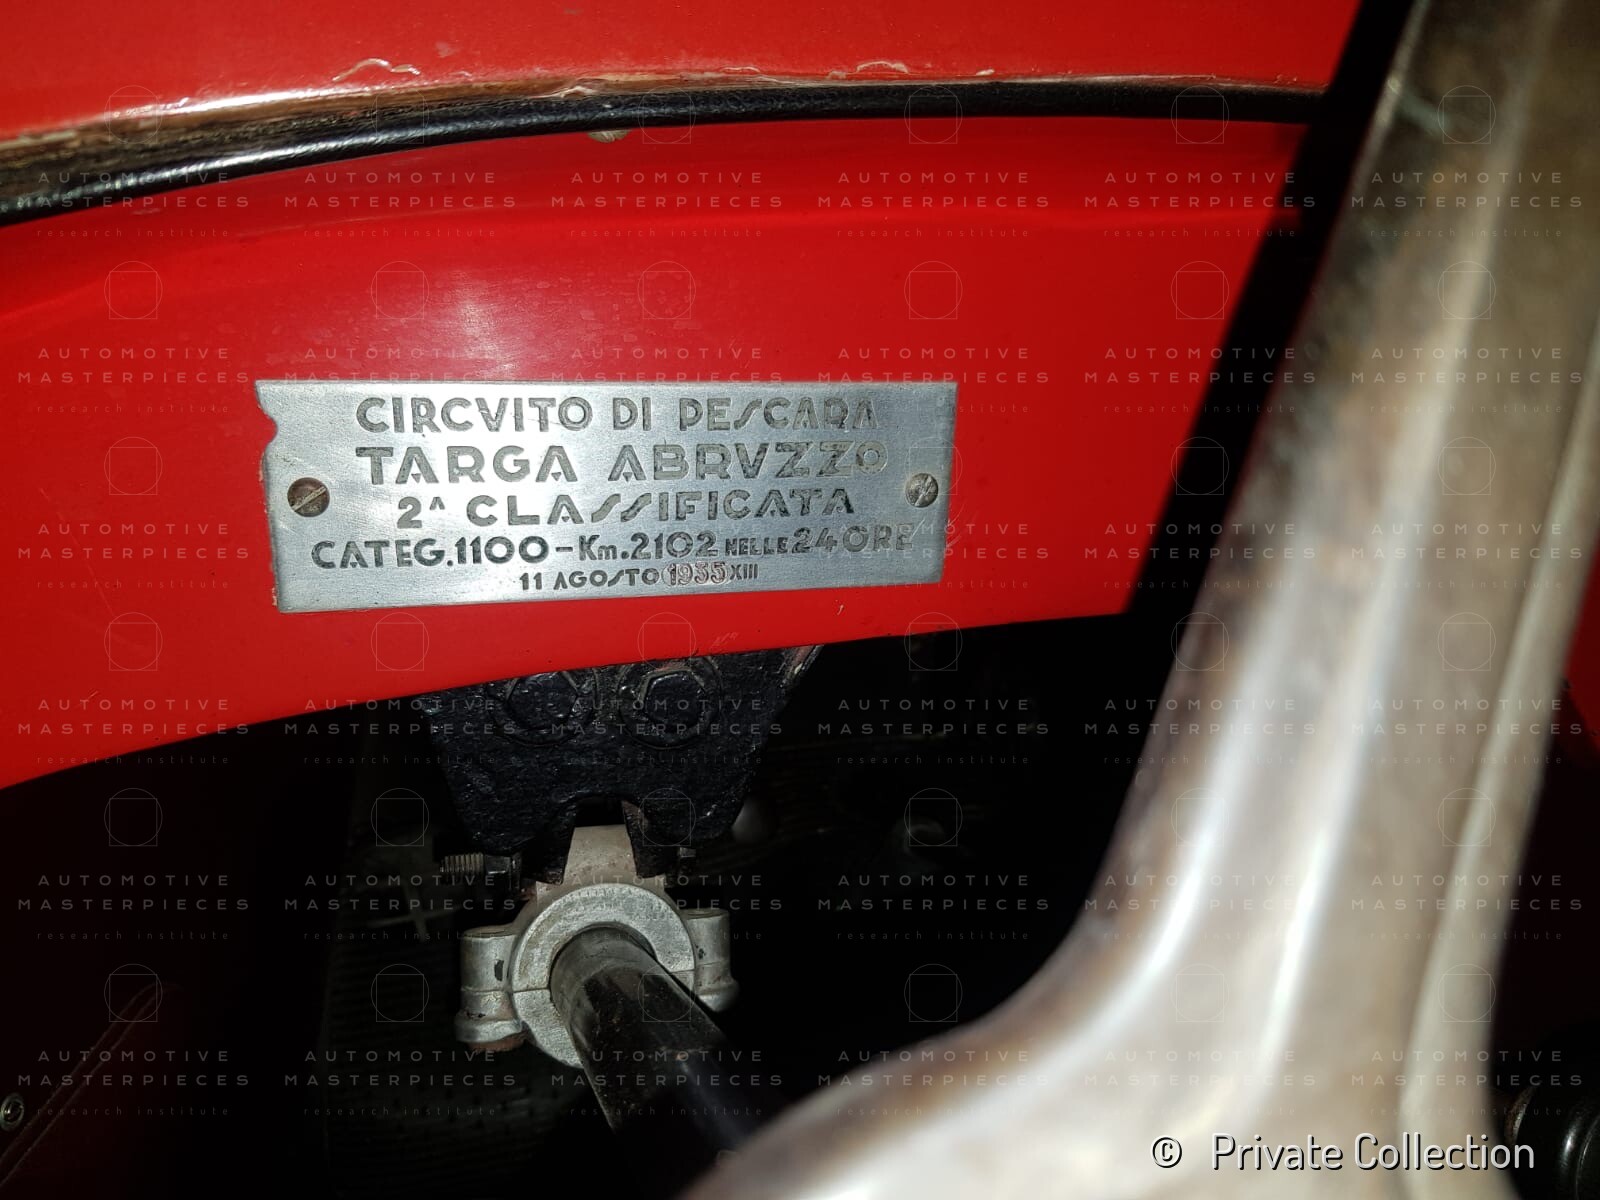 CIRCVITO DI PESCARA
TARGA ABRVZZO
2ᴬ CLASSIFICATA
CATEG.1100-Km.2102 NELLE 24 ORE
11 AGOSTO 1935 XIII
AUTOMOTIVE
MASTERPIECES
research institute
© Private Collection